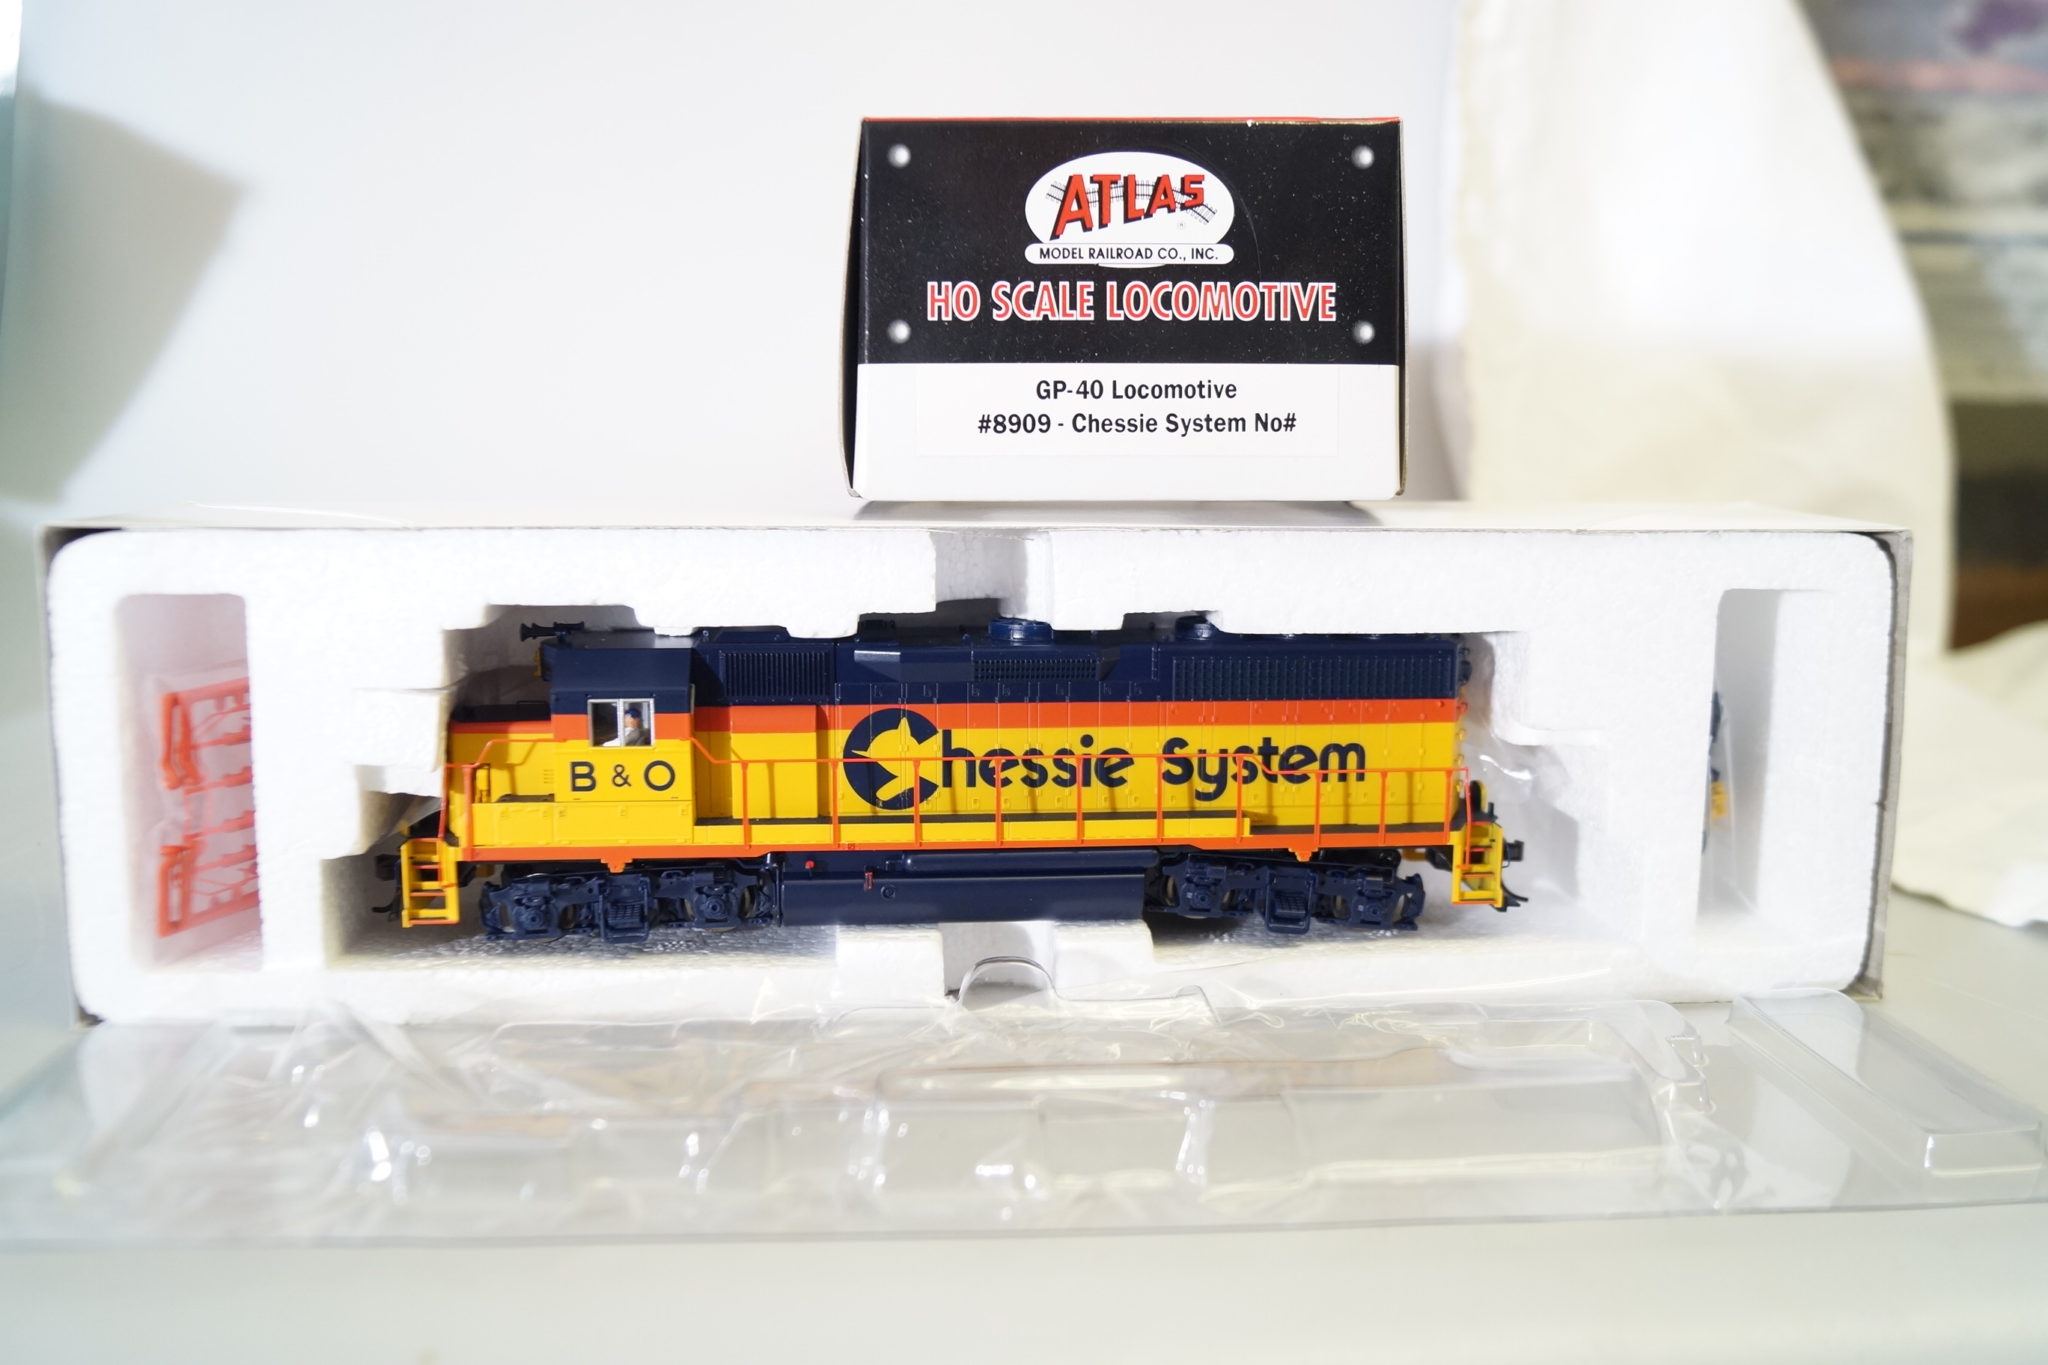 ATLAS
MODEL RAILROAD CO., INC.
HO SCALE LOCOMOTIVE
GP-40 Locomotive
#8909 - Chessie System No#
B & O
Chessie System